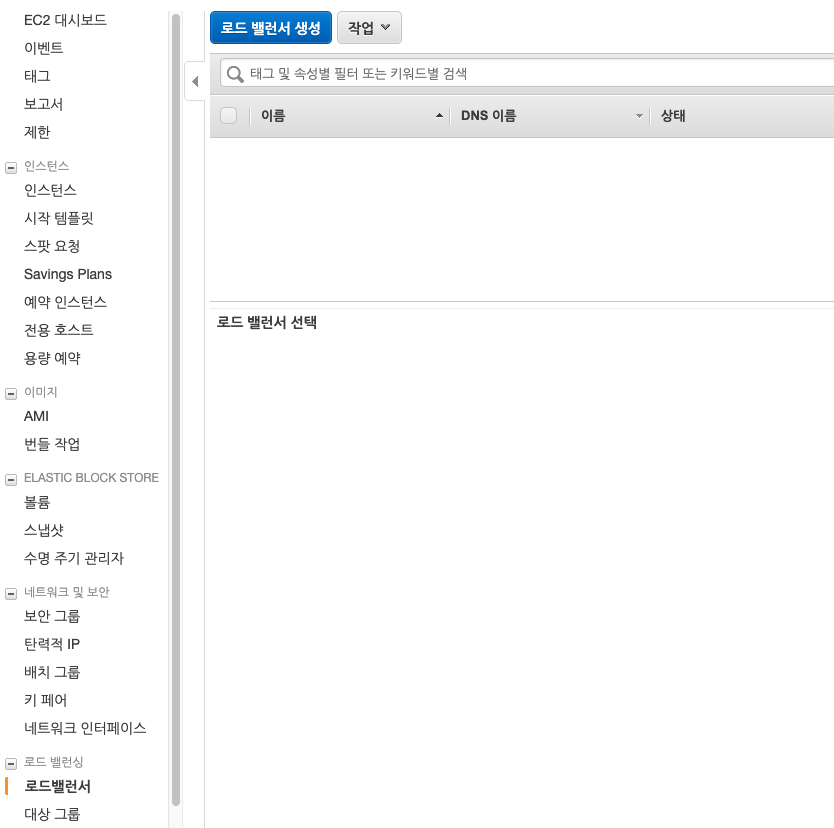 EC2 대시보드
이벤트
태그
보고서
제한
인스턴스
인스턴스
시작 템플릿
스팟 요청
Savings Plans
예약 인스턴스
전용 호스트
용량 예약
이미지
AMI
번들 작업
ELASTIC BLOCK STORE
볼륨
스냅샷
수명 주기 관리자
네트워크 및 보안
보안 그룹
탄력적 IP
배치 그룹
키 페어
네트워크 인터페이스
로드 밸런싱
로드밸런서
대상 그룹
로드 밸런서 생성 작업
태그 및 속성별 필터 또는 키워드별 검색
이름 DNS 이름 상태
로드 밸런서 선택